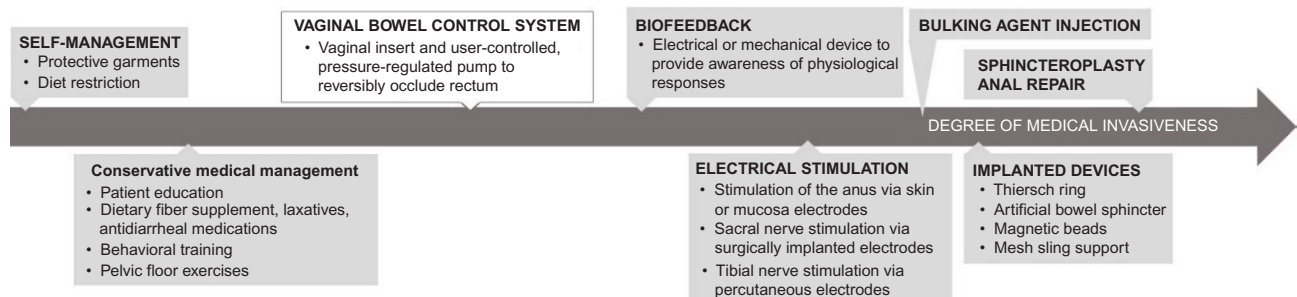 SELF-MANAGEMENT
• Protective garments
• Diet restriction
VAGINAL BOWEL CONTROL SYSTEM
• Vaginal insert and user-controlled,
pressure-regulated pump to
reversibly occlude rectum
BIOFEEDBACK
• Electrical or mechanical device to
provide awareness of physiological
responses
BULKING AGENT INJECTION
SPHINCTEROPLASTY
ANAL REPAIR
DEGREE OF MEDICAL INVASIVENESS
Conservative medical management
• Patient education
• Dietary fiber supplement, laxatives,
antidiarrheal medications
• Behavioral training
• Pelvic floor exercises
ELECTRICAL STIMULATION
• Stimulation of the anus via skin
or mucosa electrodes
• Sacral nerve stimulation via
surgically implanted electrodes
• Tibial nerve stimulation via
percutaneous electrodes
IMPLANTED DEVICES
• Thiersch ring
• Artificial bowel sphincter
• Magnetic beads
• Mesh sling support